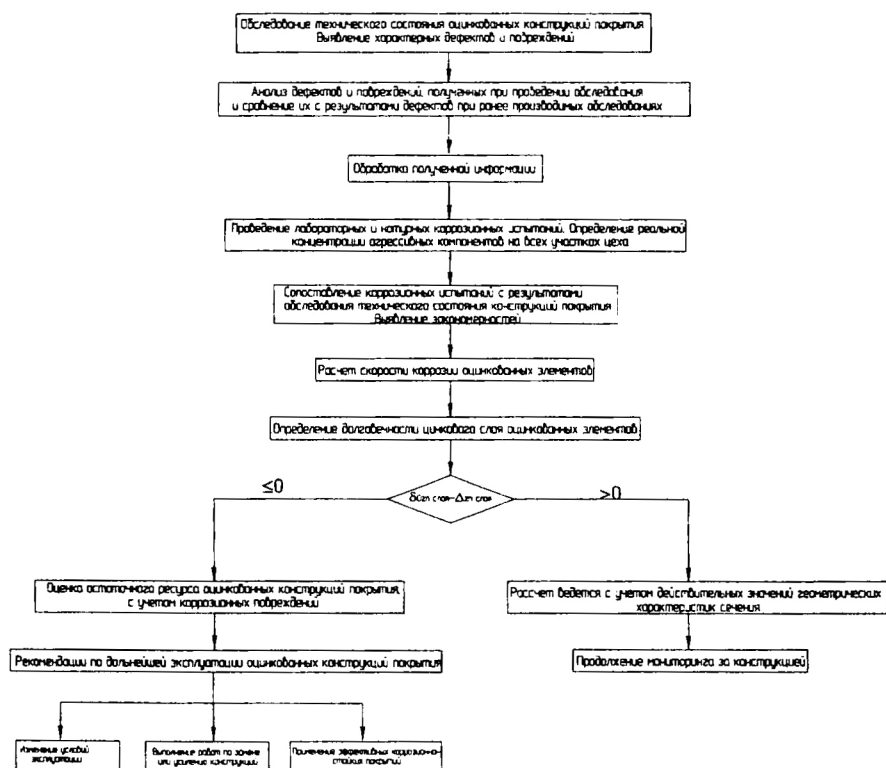 Обследование технического состояния оцинкованных конструкций покрытия
Выявление характерных дефектов и повреждений
Анализ дефектов и повреждений, полученных при проведении обследования
и сравнение их с результатами дефектов при ранее производимых обследованиях
Обработка полученной информации
Проведение лабораторных и натурных коррозионных испытаний. Определение реальной
концентрации агрессивных компонентов на всех участках цеха
Сопоставление коррозионных испытаний с результатами
обследования технического состояния конструкций покрытия
Выявление закономерностей
Расчет скорости коррозии оцинкованных элементов
Определение долговечности цинкового слоя оцинкованных элементов
≤0
слоя-Δ слоя
>0
Оценка остаточного ресурса оцинкованных конструкций покрытия,
с учетом коррозионных повреждений
Рассчет ведется с учетом действительных значений геометрических
характеристик сечения
Рекомендации по дальнейшей эксплуатации оцинкованных конструкций покрытия
Продолжение мониторинга за конструкцией
Изменение условий
эксплуатации
Выполнение работ по замене
или усилению конструкций
Применение эффективных коррозионно-
стойких покрытий